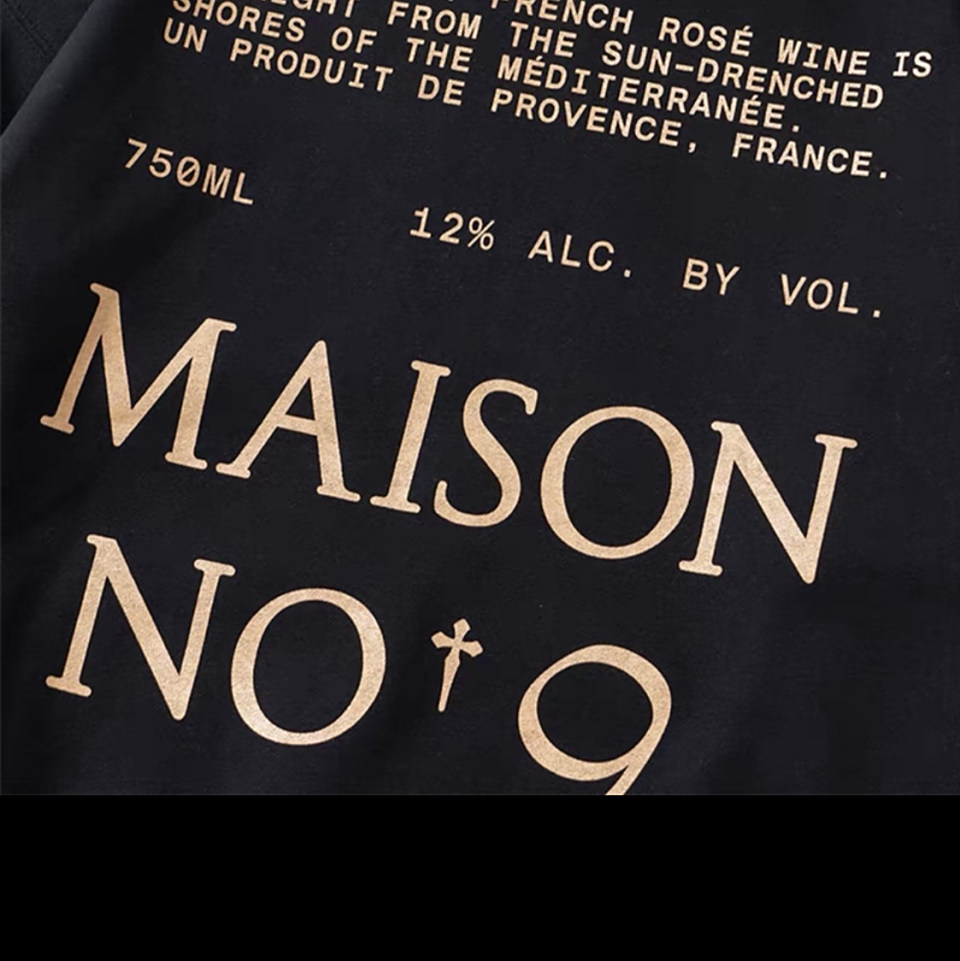 FRENCH ROSÉ WINE IS
FROM THE SUN-DRENCHED
SHORES OF THE MÉDITERRANÉE.
UN PRODUIT DE PROVENCE, FRANCE.
750ML
12% ALC. BY VOL.
MAISON
NO†9